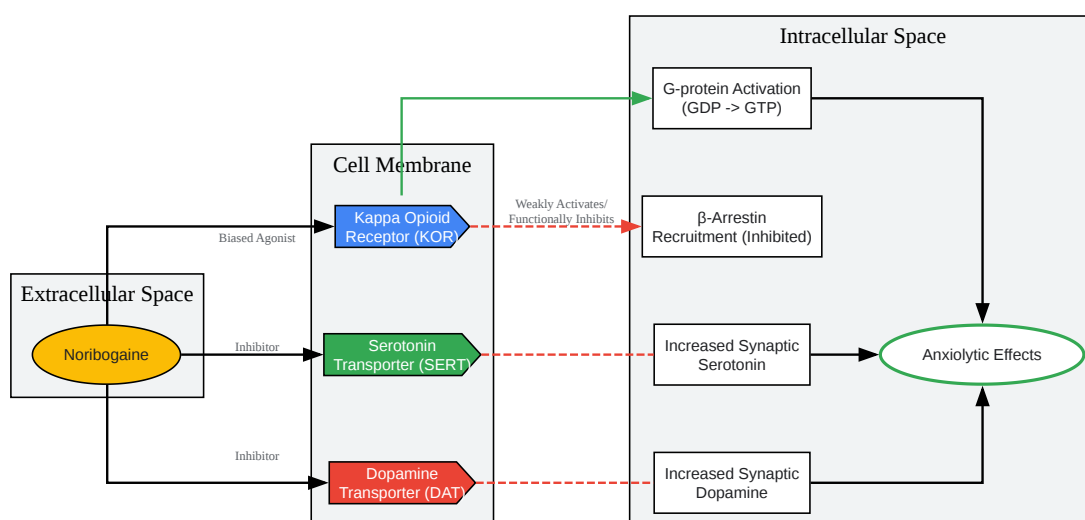 Intracellular Space
G-protein Activation
(GDP -> GTP)
Cell Membrane
Weakly Activates/
Functionally Inhibits
Kappa Opioid
Receptor (KOR)
β-Arrestin
Recruitment (Inhibited)
Biased Agonist
Extracellular Space
Noribogaine
Inhibitor
Serotonin
Transporter (SERT)
Increased Synaptic
Serotonin
Anxiolytic Effects
Inhibitor
Dopamine
Transporter (DAT)
Increased Synaptic
Dopamine